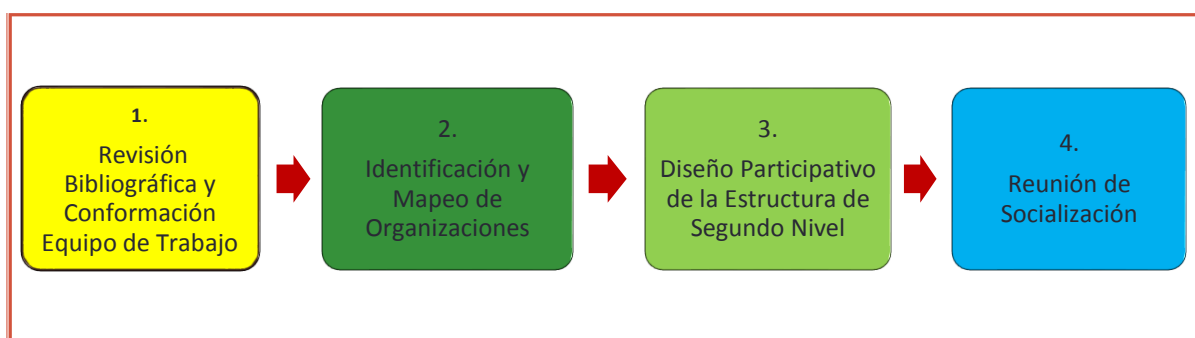 1.
Revisión
Bibliográfica y
Conformación
Equipo de Trabajo
2.
Identificación y
Mapeo de
Organizaciones
3.
Diseño Participativo
de la Estructura de
Segundo Nivel
4.
Reunión de
Socialización